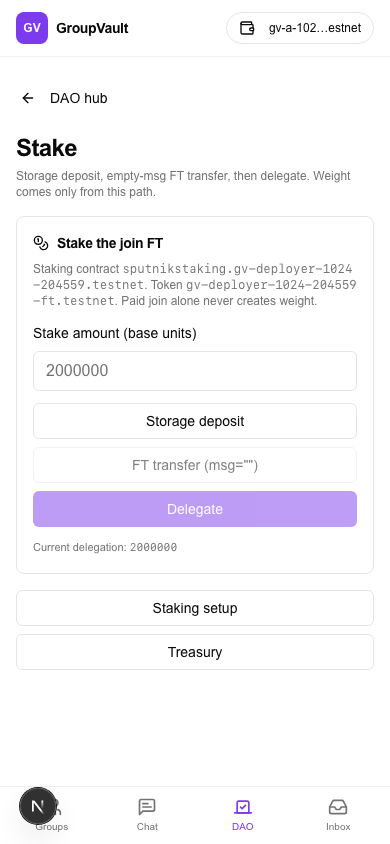 GV GroupVault gv-a-102…estnet
DAO hub
Stake
Storage deposit, empty-msg FT transfer, then delegate. Weight
comes only from this path.
Stake the join FT
Staking contract sputnikstaking.gv-deployer-1024
-204559.testnet. Token gv-deployer-1024-204559
-ft.testnet. Paid join alone never creates weight.
Stake amount (base units)
2000000
Storage deposit
FT transfer (msg="")
Delegate
Current delegation: 2000000
Staking setup
Treasury
N
Groups Chat DAO Inbox